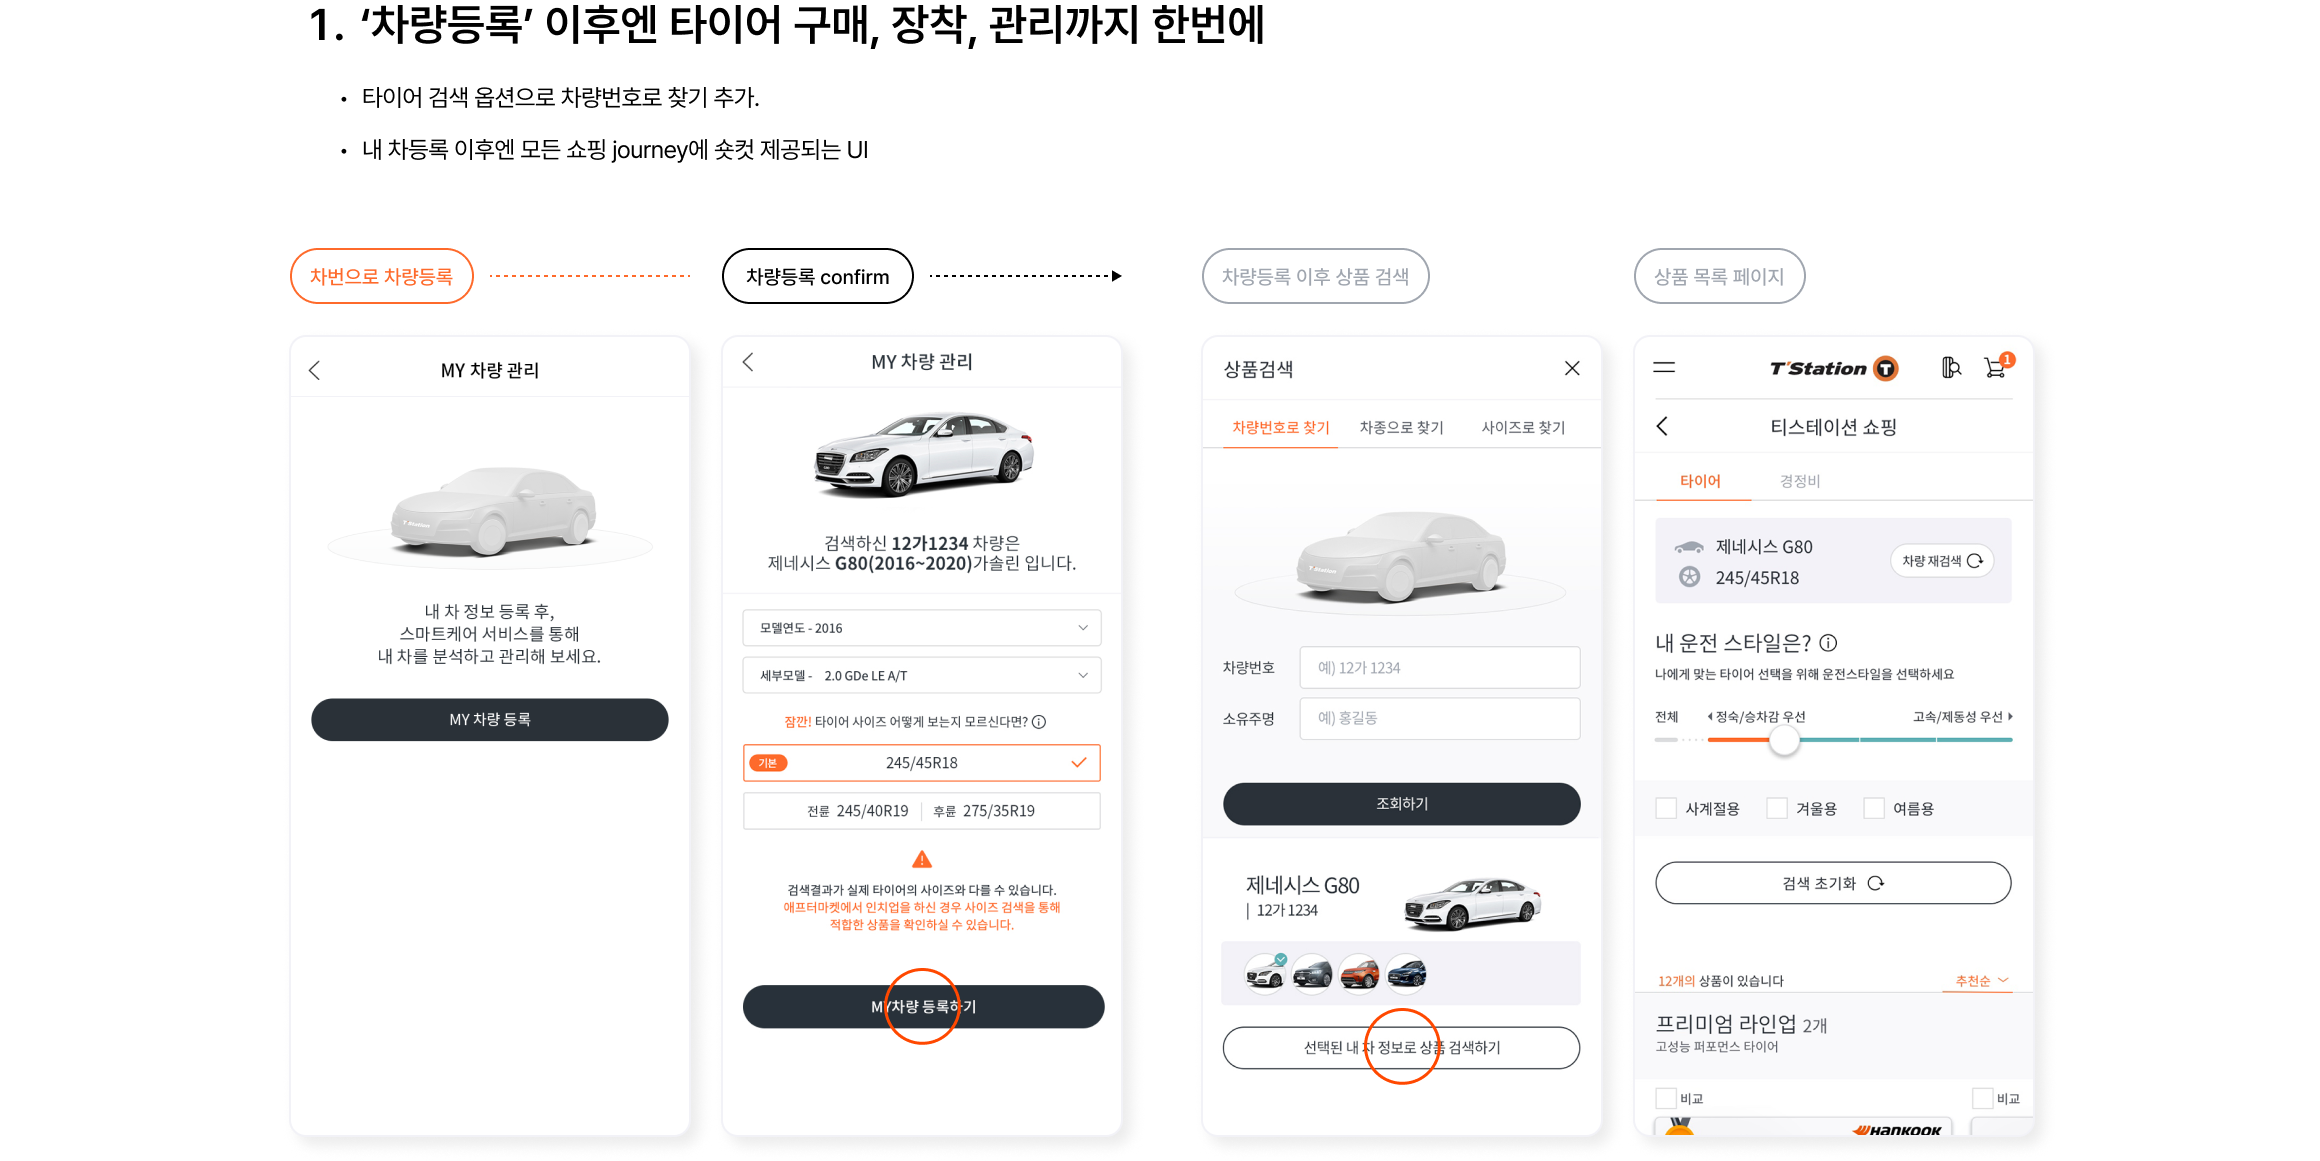 1. ‘차량등록’ 이후엔 타이어 구매, 장착, 관리까지 한번에
• 타이어 검색 옵션으로 차량번호로 찾기 추가.
• 내 차등록 이후엔 모든 쇼핑 journey에 숏컷 제공되는 UI
차번으로 차량등록
차량등록 confirm
차량등록 이후 상품 검색
상품 목록 페이지
MY 차량 관리
T Station
내 차 정보 등록 후,
스마트케어 서비스를 통해
내 차를 분석하고 관리해 보세요.
MY 차량 등록
MY 차량 관리
검색하신 12가1234 차량은
제네시스 G80(2016~2020)가솔린 입니다.
모델연도 - 2016
세부모델 - 2.0 GDe LE A/T
잠깐! 타이어 사이즈 어떻게 보는지 모르신다면?
기본 245/45R18
전륜 245/40R19 후륜 275/35R19
검색결과가 실제 타이어의 사이즈와 다를 수 있습니다.
애프터마켓에서 인치업을 하신 경우 사이즈 검색을 통해
적합한 상품을 확인하실 수 있습니다.
MY차량 등록하기
상품검색
차량번호로 찾기 차종으로 찾기 사이즈로 찾기
T Station
차량번호 예) 12가 1234
소유주명 예) 홍길동
조회하기
제네시스 G80
| 12가 1234
선택된 내 차 정보로 상품 검색하기
T'Station T 1
티스테이션 쇼핑
타이어 경정비
제네시스 G80
245/45R18
차량 재검색
내 운전 스타일은?
나에게 맞는 타이어 선택을 위해 운전스타일을 선택하세요
전체 정숙/승차감 우선 고속/제동성 우선
사계절용 겨울용 여름용
검색 초기화
12개의 상품이 있습니다 추천순
프리미엄 라인업 2개
고성능 퍼포먼스 타이어
비교 비교
HANKOOK